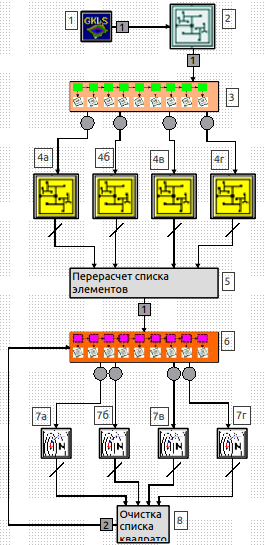 1
GKLS
1
2
1
3
4а
4б
4в
4г
Перерасчет списка
элементов
5
1
6
7а
7б
7в
7г
N
N
N
N
2
Очистка
списка
квадрато
8